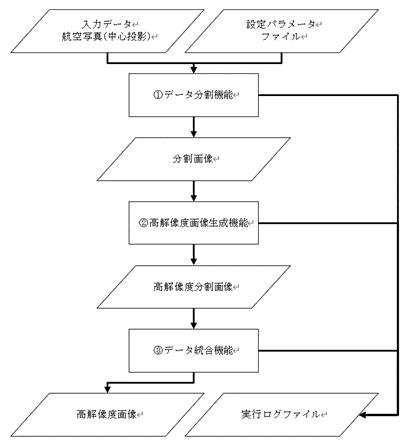 入力データ
航空写真(中心投影)
設定パラメータ
ファイル
①データ分割機能
分割画像
②高解像度画像生成機能
高解像度分割画像
③データ統合機能
高解像度画像
実行ログファイル